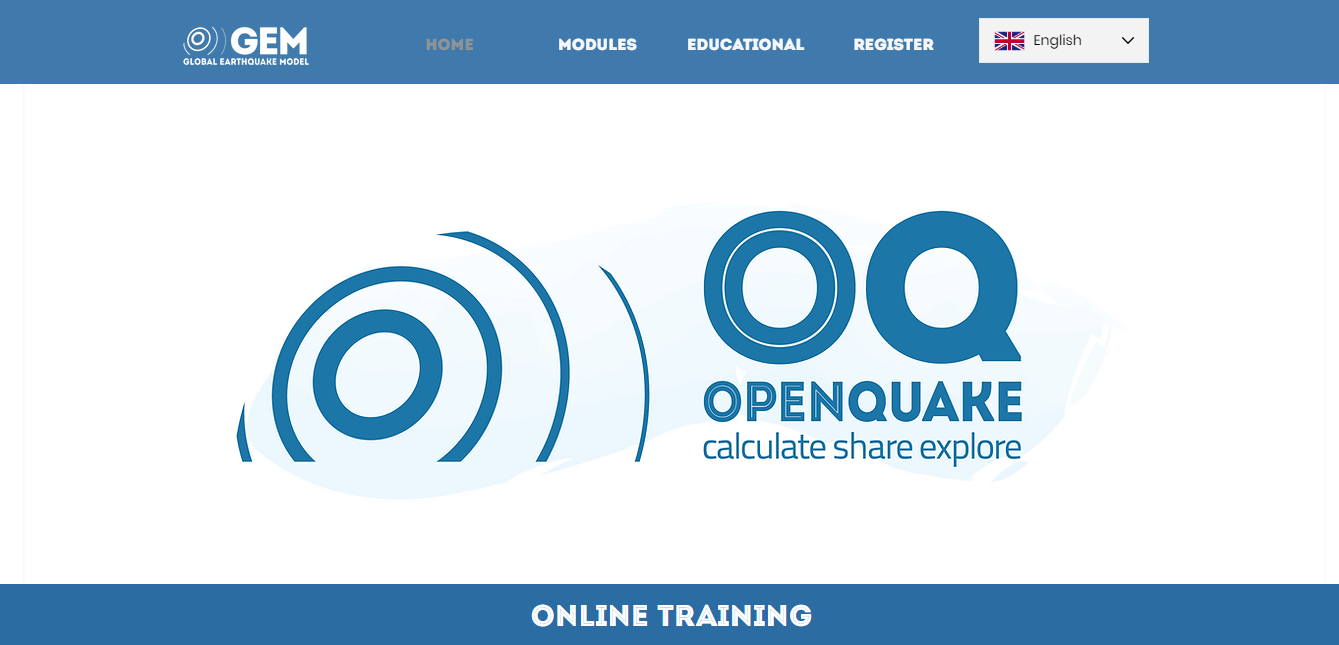 GEM
GLOBAL EARTHQUAKE MODEL
HOME MODULES EDUCATIONAL REGISTER English
OQ
OPENQUAKE
calculate share explore
ONLINE TRAINING